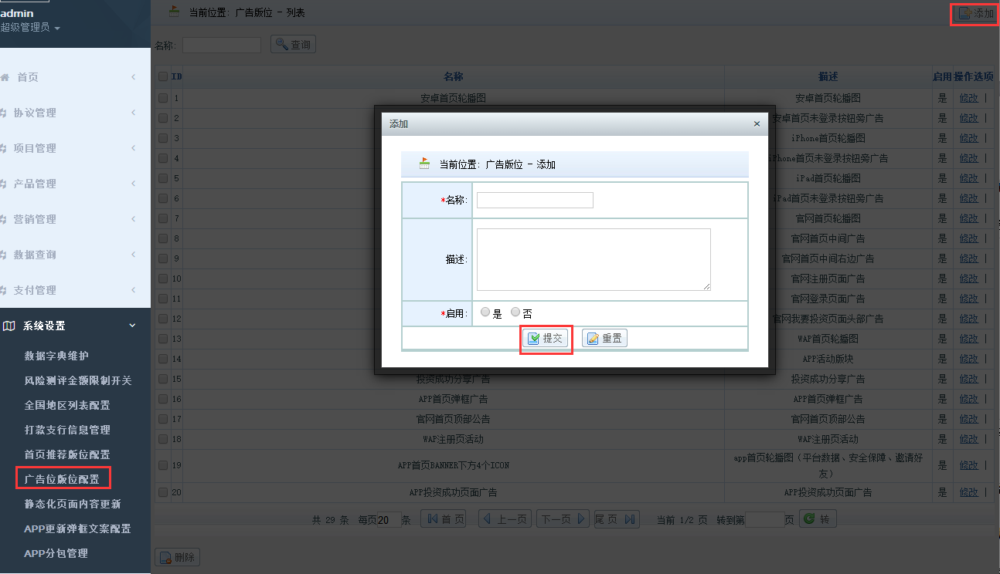 admin
超级管理员
首页
协议管理
项目管理
产品管理
营销管理
数据查询
支付管理
系统设置
数据字典维护
风险测评金额限制开关
全国地区列表配置
打款支行信息管理
首页推荐版位配置
广告位版位配置
静态化页面内容更新
APP更新弹框文案配置
APP分包管理
当前位置: 广告版位 - 列表
添加
名称: 查询
ID 名称 描述 启用 操作选项
1 安卓首页轮播图 安卓首页轮播图 是 修改 |
2 安卓首页未登录按钮旁广告 是 修改 |
3 iPhone首页轮播图 是 修改 |
4 iPhone首页未登录按钮旁广告 是 修改 |
5 iPad首页轮播图 是 修改 |
6 iPad首页未登录按钮旁广告 是 修改 |
7 官网首页轮播图 是 修改 |
8 官网首页中间广告 是 修改 |
9 官网首页中间右边广告 是 修改 |
10 官网注册页面广告 是 修改 |
11 官网登录页面广告 是 修改 |
12 官网我要投资页面头部广告 是 修改 |
13 WAP首页轮播图 是 修改 |
14 APP活动版块 是 修改 |
15 投资成功分享广告 投资成功分享广告 是 修改 |
16 APP首页弹框广告 APP首页弹框广告 是 修改 |
17 官网首页顶部公告 官网首页顶部公告 是 修改 |
18 WAP注册页活动 WAP注册页活动 是 修改 |
19 APP首页BANNER下方4个ICON app首页轮播图（平台数据、安全保障、邀请好
友） 是 修改 |
20 APP投资成功页面广告 APP投资成功页面广告 是 修改 |
共 29 条 每页20 条 首 页 上一页 下一页 尾 页 当前 1/2 页 转到第 页 转
删除
添加 ×
当前位置: 广告版位 - 添加
*名称:
描述:
*启用: 是 否
提交 重置